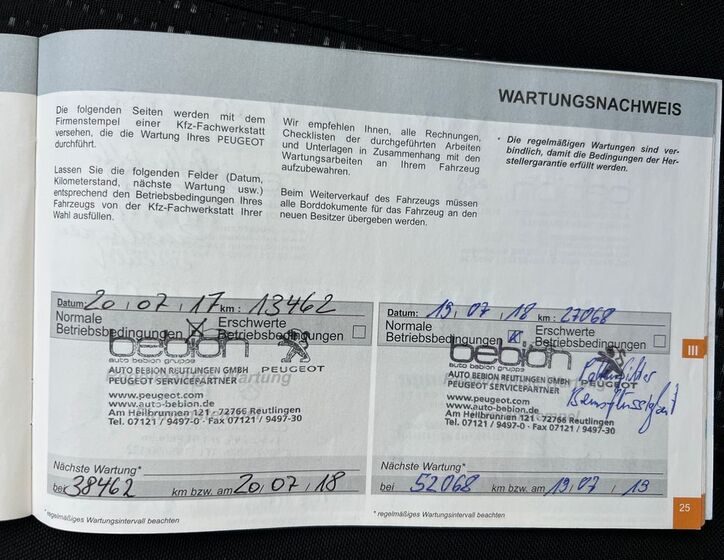 WARTUNGSNACHWEIS
Die folgenden Seiten werden mit dem
Firmenstempel einer Kfz-Fachwerkstatt
versehen, die die Wartung Ihres PEUGEOT
durchführt.
Lassen Sie die folgenden Felder (Datum,
Kilometerstand, nächste Wartung usw.)
entsprechend den Betriebsbedingungen Ihres
Fahrzeugs von der Kfz-Fachwerkstatt Ihrer
Wahl ausfüllen.
Wir empfehlen Ihnen, alle Rechnungen,
Checklisten der durchgeführten Arbeiten
und Unterlagen in Zusammenhang mit den
Wartungsarbeiten an Ihrem Fahrzeug
aufzubewahren.
Beim Weiterverkauf des Fahrzeugs müssen
alle Borddokumente für das Fahrzeug an den
neuen Besitzer übergeben werden.
* Die regelmäßigen Wartungen sind ver-
bindlich, damit die Bedingungen der Her-
stellergarantie erfüllt werden.
Datum: 20 / 07 / 17 km : 13462
Normale Betriebsbedingungen X Erschwerte Betriebsbedingungen
bebion
auto bebion gruppe PEUGEOT
AUTO BEBION REUTLINGEN GMBH
PEUGEOT SERVICEPARTNER
www.peugeot.com
www.auto-bebion.de
Am Heilbrunnen 121 - 72766 Reutlingen
Tel. 07121 / 9497-0 · Fax 07121 / 9497-30
Nächste Wartung*
bei 38462 km bzw. am 20 / 07 / 18
* regelmäßiges Wartungsintervall beachten
Datum: 19 / 07 / 18 km : 27068
Normale Betriebsbedingungen X Erschwerte Betriebsbedingungen
bebion
auto bebion gruppe PEUGEOT
AUTO BEBION REUTLINGEN GMBH
PEUGEOT SERVICEPARTNER
www.peugeot.com
www.auto-bebion.de
Am Heilbrunnen 121 - 72766 Reutlingen
Tel. 07121 / 9497-0 · Fax 07121 / 9497-30
Bremsflüssigkeit
Nächste Wartung*
bei 52068 km bzw. am 19 / 07 / 19
* regelmäßiges Wartungsintervall beachten
III
25